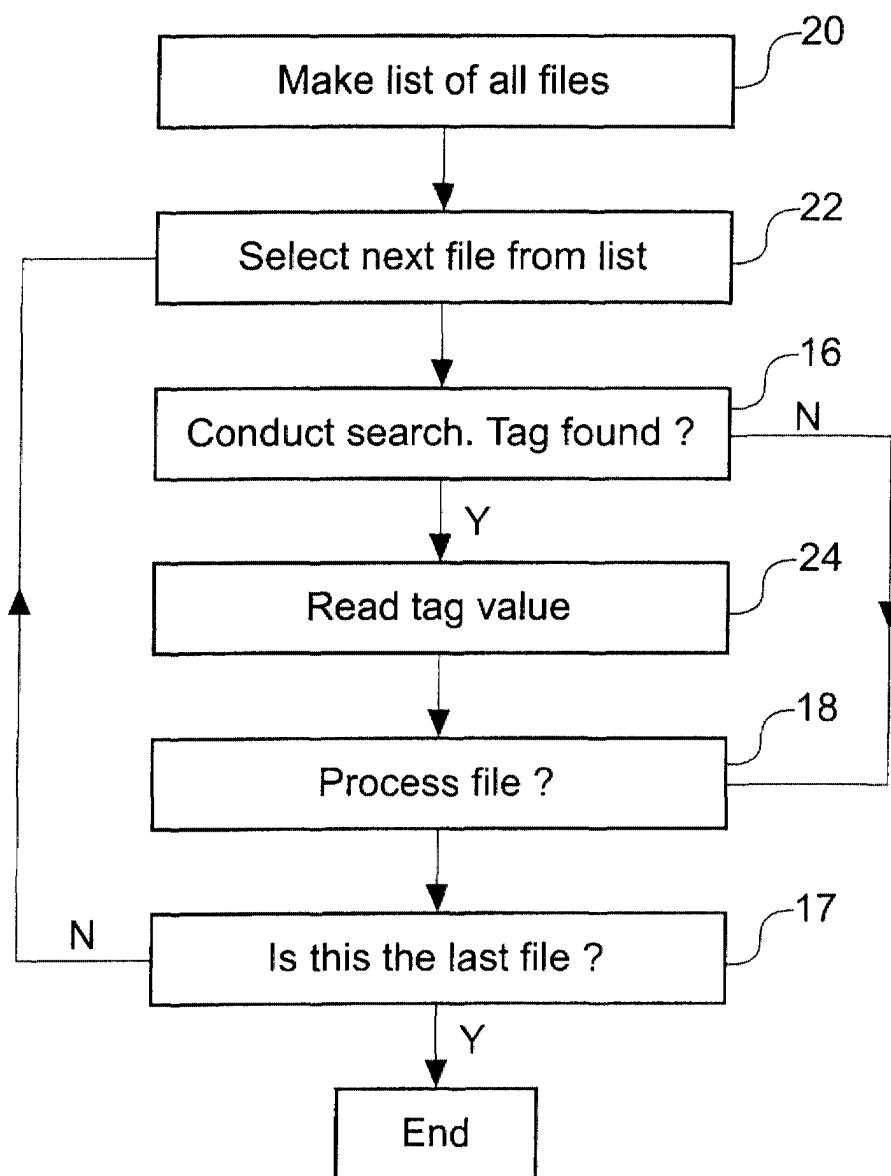 20
Make list of all files
22
Select next file from list
16
Conduct search. Tag found ?
N
Y
24
Read tag value
18
Process file ?
17
N
Is this the last file ?
Y
End